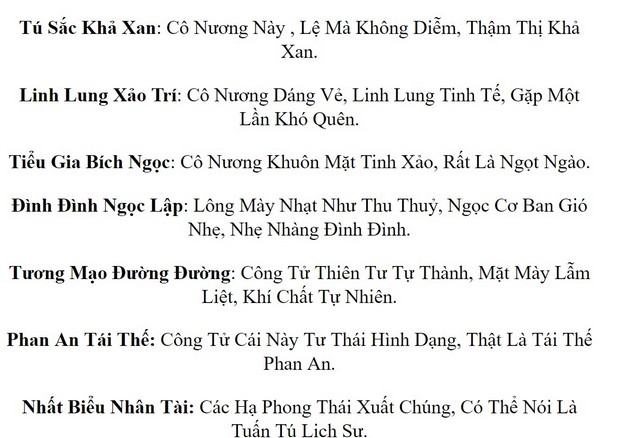 Tú Sắc Khả Xan: Cô Nương Này , Lệ Mà Không Diễm, Thậm Thị Khả
Xan.
Linh Lung Xảo Trí: Cô Nương Dáng Vẻ, Linh Lung Tinh Tế, Gặp Một
Lần Khó Quên.
Tiểu Gia Bích Ngọc: Cô Nương Khuôn Mặt Tinh Xảo, Rất Là Ngọt Ngào.
Đình Đình Ngọc Lập: Lông Mày Nhạt Như Thu Thuỷ, Ngọc Cơ Ban Gió
Nhẹ, Nhẹ Nhàng Đình Đình.
Tương Mạo Đường Đường: Công Tử Thiên Tư Tự Thành, Mặt Mày Lẫm
Liệt, Khí Chất Tự Nhiên.
Phan An Tái Thế: Công Tử Cái Này Tư Thái Hình Dạng, Thật Là Tái Thế
Phan An.
Nhất Biểu Nhân Tài: Các Hạ Phong Thái Xuất Chúng, Có Thể Nói Là
Tuấn Tú Lịch Sự.